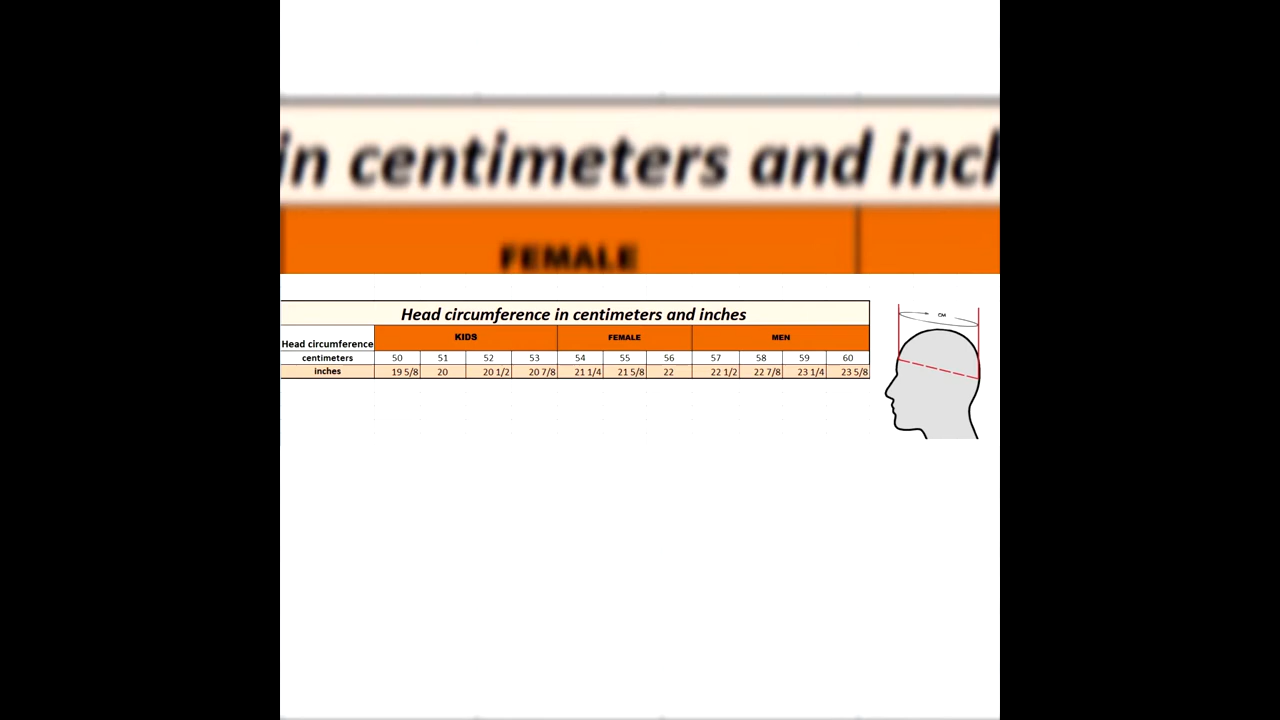 in centimeters and inch
FEMALE
Head circumference in centimeters and inches
CM
KIDS FEMALE MEN
Head circumference
centimeters 50 51 52 53 54 55 56 57 58 59 60
inches 19 5/8 20 20 1/2 20 7/8 21 1/4 21 5/8 22 22 1/2 22 7/8 23 1/4 23 5/8